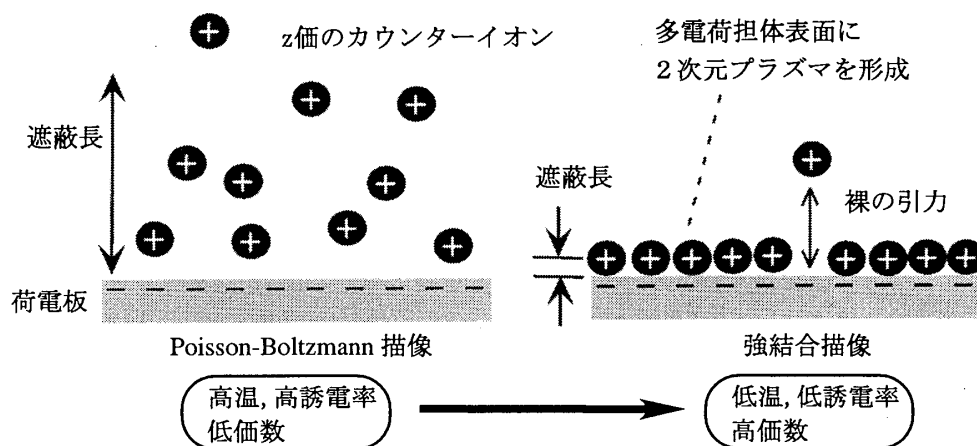 z価のカウンターイオン
遮蔽長
荷電板
Poisson-Boltzmann 描像
高温, 高誘電率
低価数
多電荷担体表面に
2次元プラズマを形成
遮蔽長
裸の引力
強結合描像
低温, 低誘電率
高価数